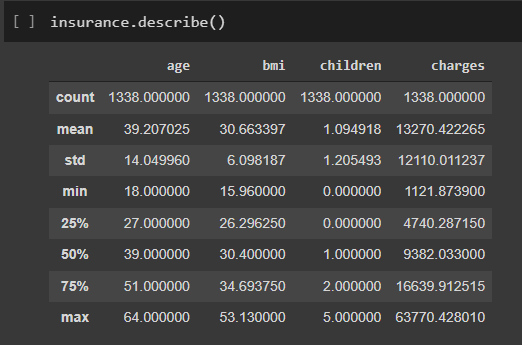 [ ] insurance.describe()
age bmi children charges
count 1338.000000 1338.000000 1338.000000 1338.000000
mean 39.207025 30.663397 1.094918 13270.422265
std 14.049960 6.098187 1.205493 12110.011237
min 18.000000 15.960000 0.000000 1121.873900
25% 27.000000 26.296250 0.000000 4740.287150
50% 39.000000 30.400000 1.000000 9382.033000
75% 51.000000 34.693750 2.000000 16639.912515
max 64.000000 53.130000 5.000000 63770.428010